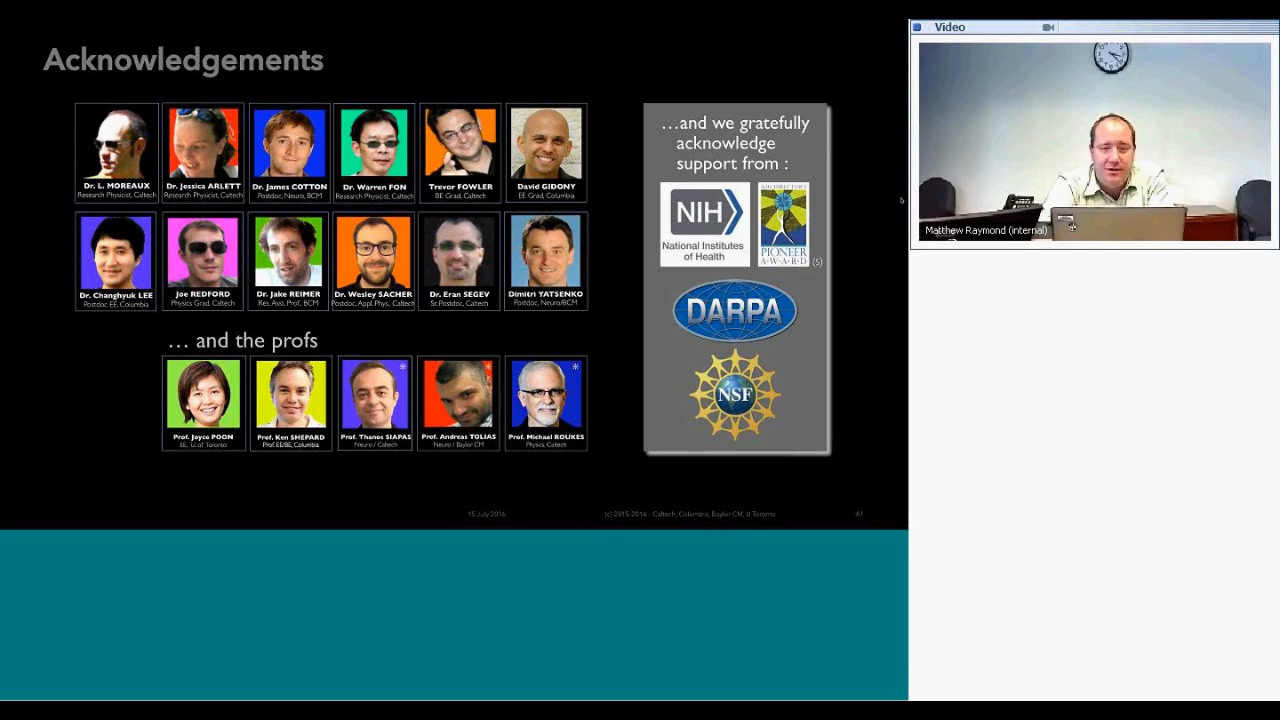 Acknowledgements
Dr. L. MOREAUX
Research Physicist, Caltech
Dr. Jessica ARLETT
Research Physicist, Caltech
Dr. James COTTON
Postdoc, Neuro, BCM
Dr. Warren FON
Research Physicist, Caltech
Trevor FOWLER
BE Grad, Caltech
David GIDONY
EE Grad, Columbia
Dr. Changhyuk LEE
Postdoc EE, Columbia
Joe REDFORD
Physics Grad, Caltech
Dr. Jake REIMER
Res. Asst. Prof., BCM
Dr. Wesley SACHER
Postdoc, Appl. Phys., Caltech
Dr. Eran SEGEV
Sr. Postdoc, Caltech
Dimitri YATSENKO
Postdoc, Neuro/BCM
… and the profs
Prof. Joyce POON
EE, U. of Toronto
Prof. Ken SHEPARD
Prof. EE/BE, Columbia
*
Prof. Thanos SIAPAS
Neuro / Caltech
*
Prof. Andreas TOLIAS
Neuro / Baylor CM
*
Prof. Michael ROUKES
Physics, Caltech
…and we gratefully
acknowledge
support from :
NIH
National Institutes
of Health
NIH DIRECTOR'S
PIONEER
AWARD
(5)
DARPA
NSF
15 July 2016
(c) 2015-2016 - Caltech, Columbia, Baylor CM, U Toronto
61
Video
Matthew Raymond (internal)